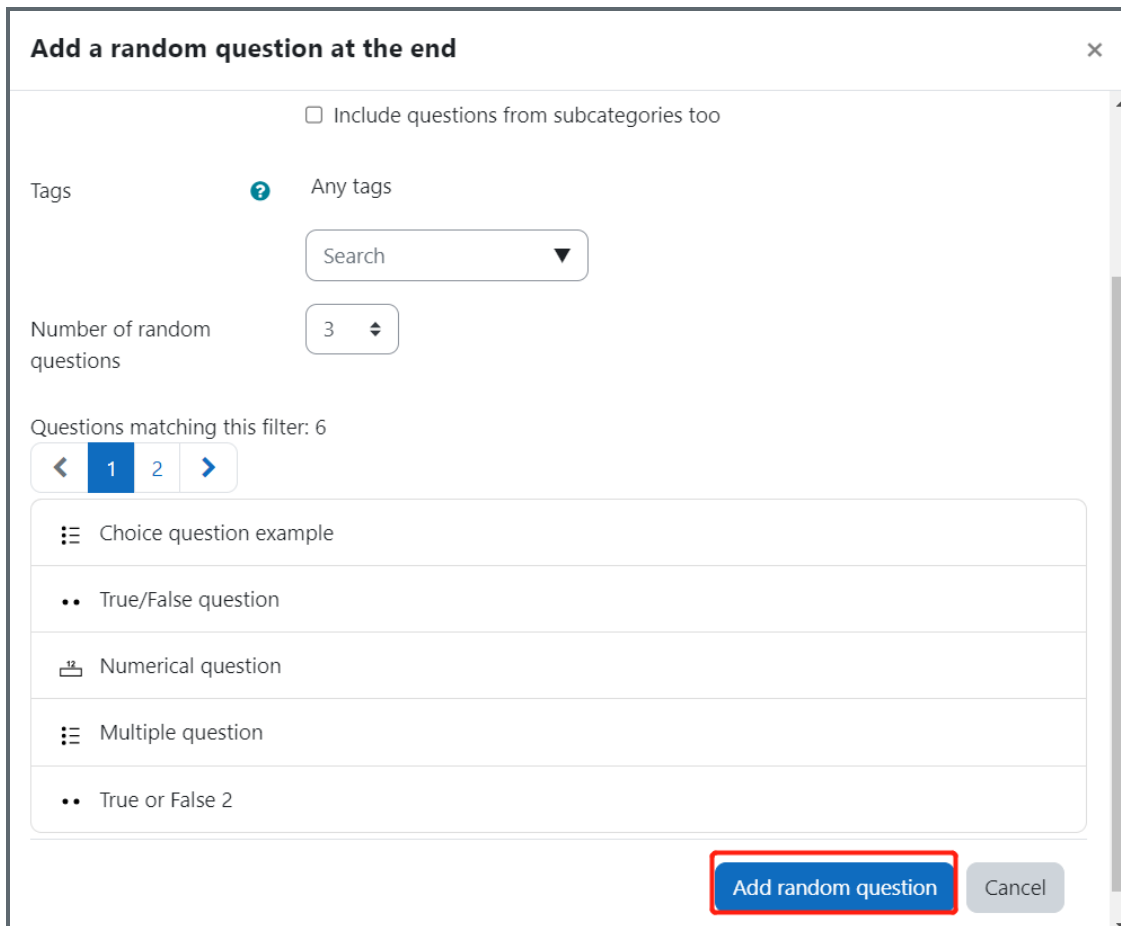 Add a random question at the end
×
Include questions from subcategories too
Tags
?
Any tags
Search
Number of random
questions
3
Questions matching this filter: 6
1 2
Choice question example
True/False question
12
Numerical question
Multiple question
True or False 2
Add random question
Cancel